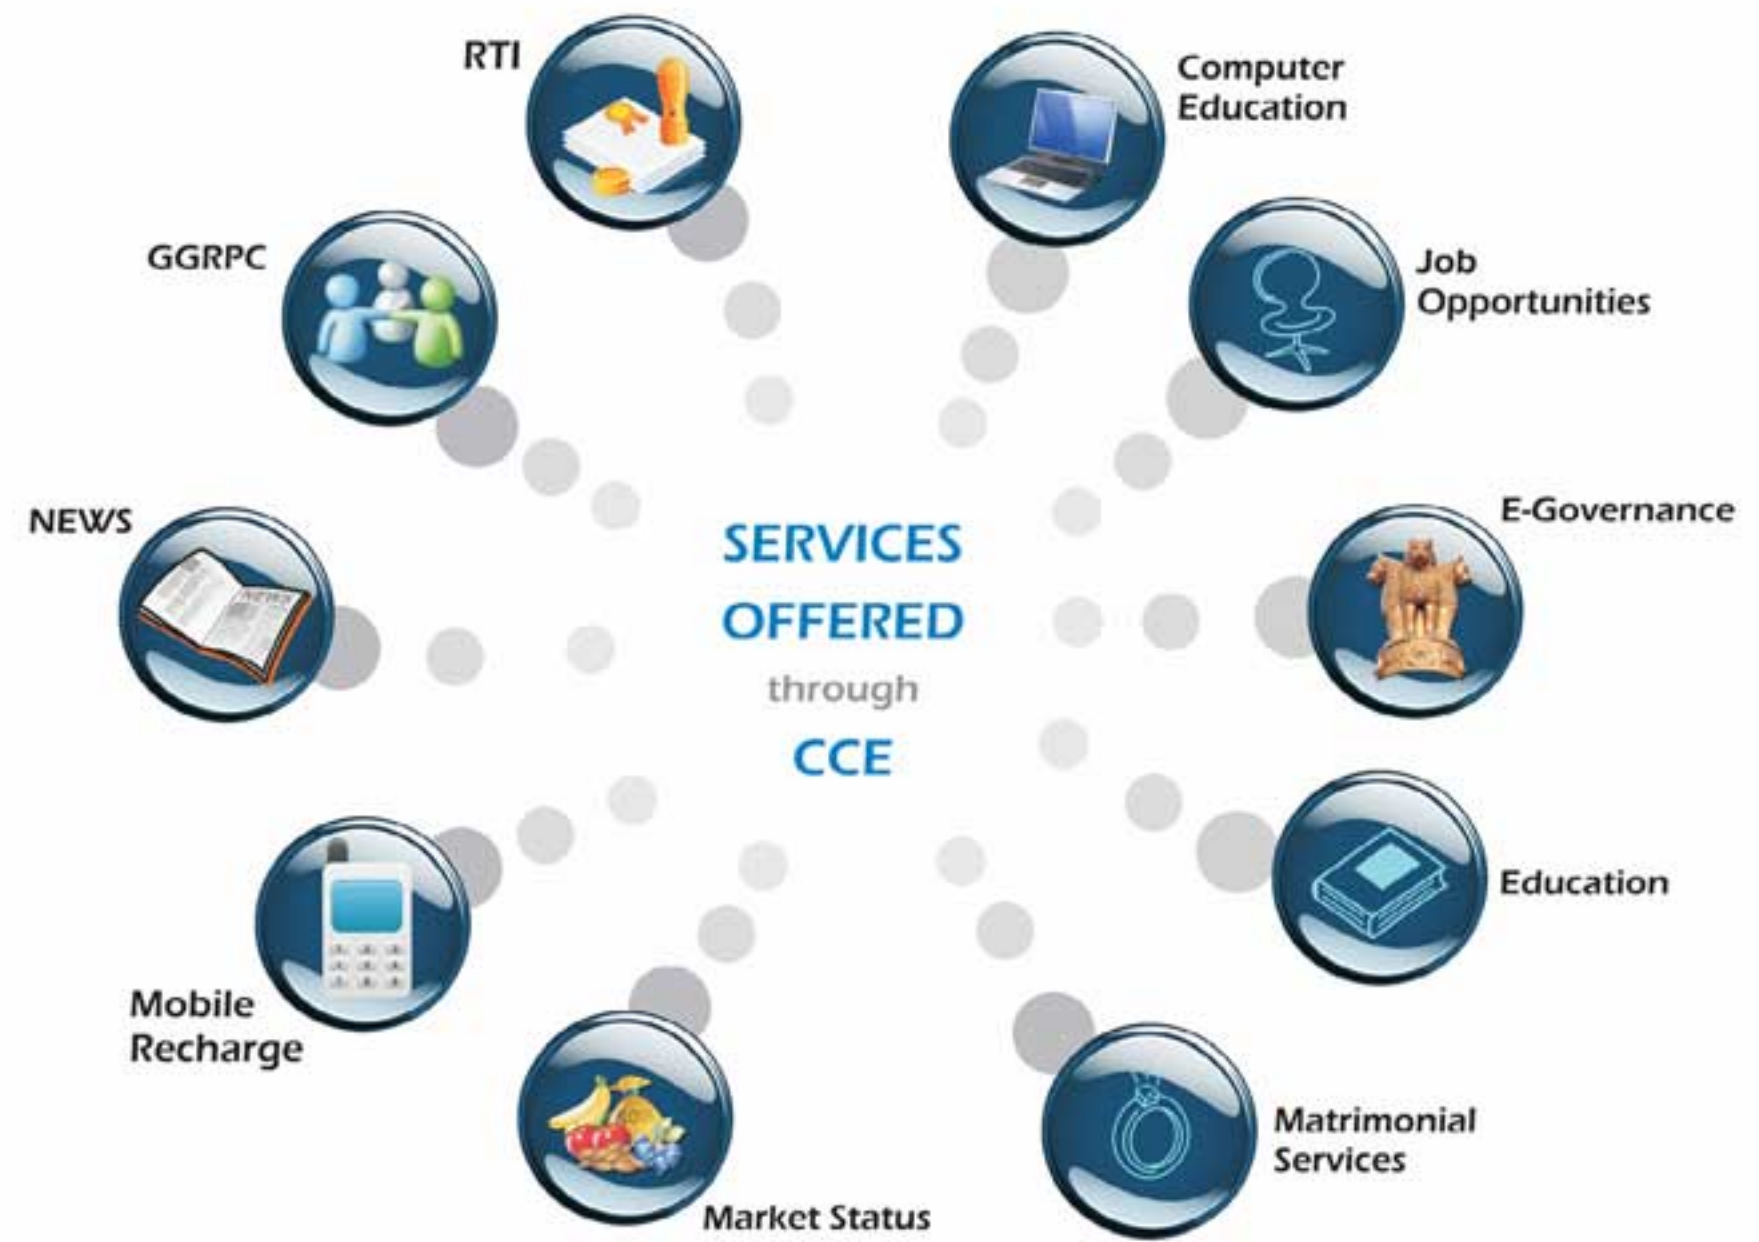 RTI
Computer
Education
GGRPC
Job
Opportunities
NEWS
E-Governance
SERVICES
OFFERED
through
CCE
Education
Mobile
Recharge
Matrimonial
Services
Market Status
NEWS